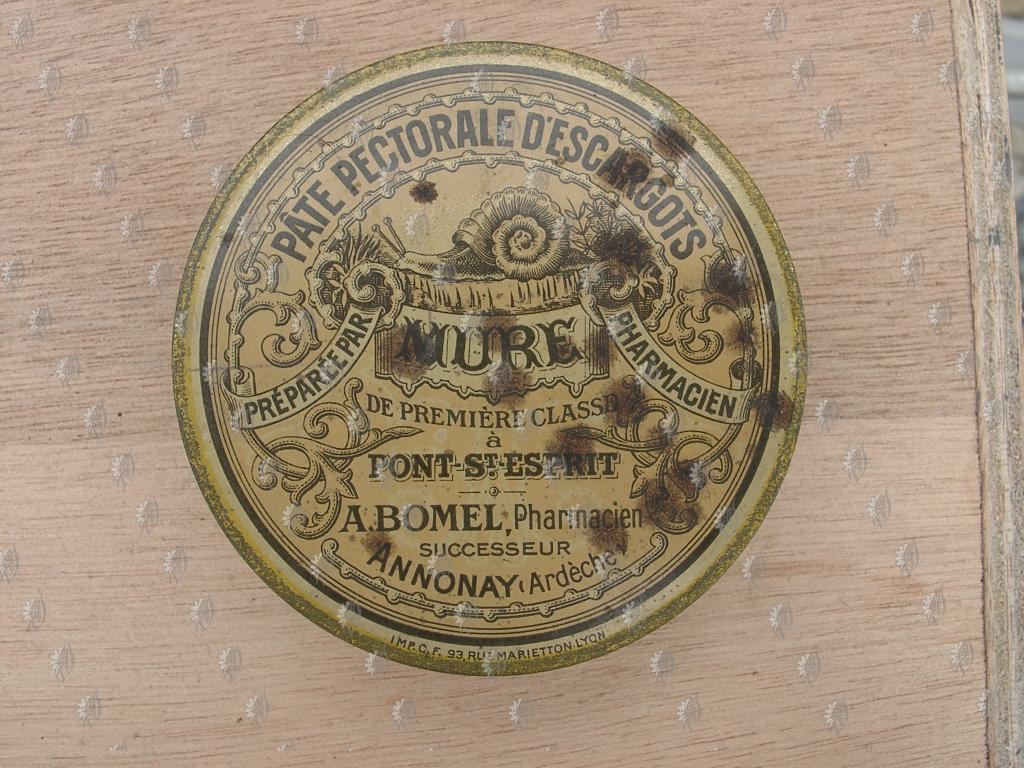 PÂTE PECTORALE D'ESCARGOTS
PRÉPARÉE PAR
MURE
PHARMACIEN
DE PREMIÈRE CLASSE
à
PONT-ST-ESPRIT
A. BOMEL, Pharmacien
SUCCESSEUR
ANNONAY (Ardèche)
IMP. C. F. 93, RUE MARIETTON. LYON